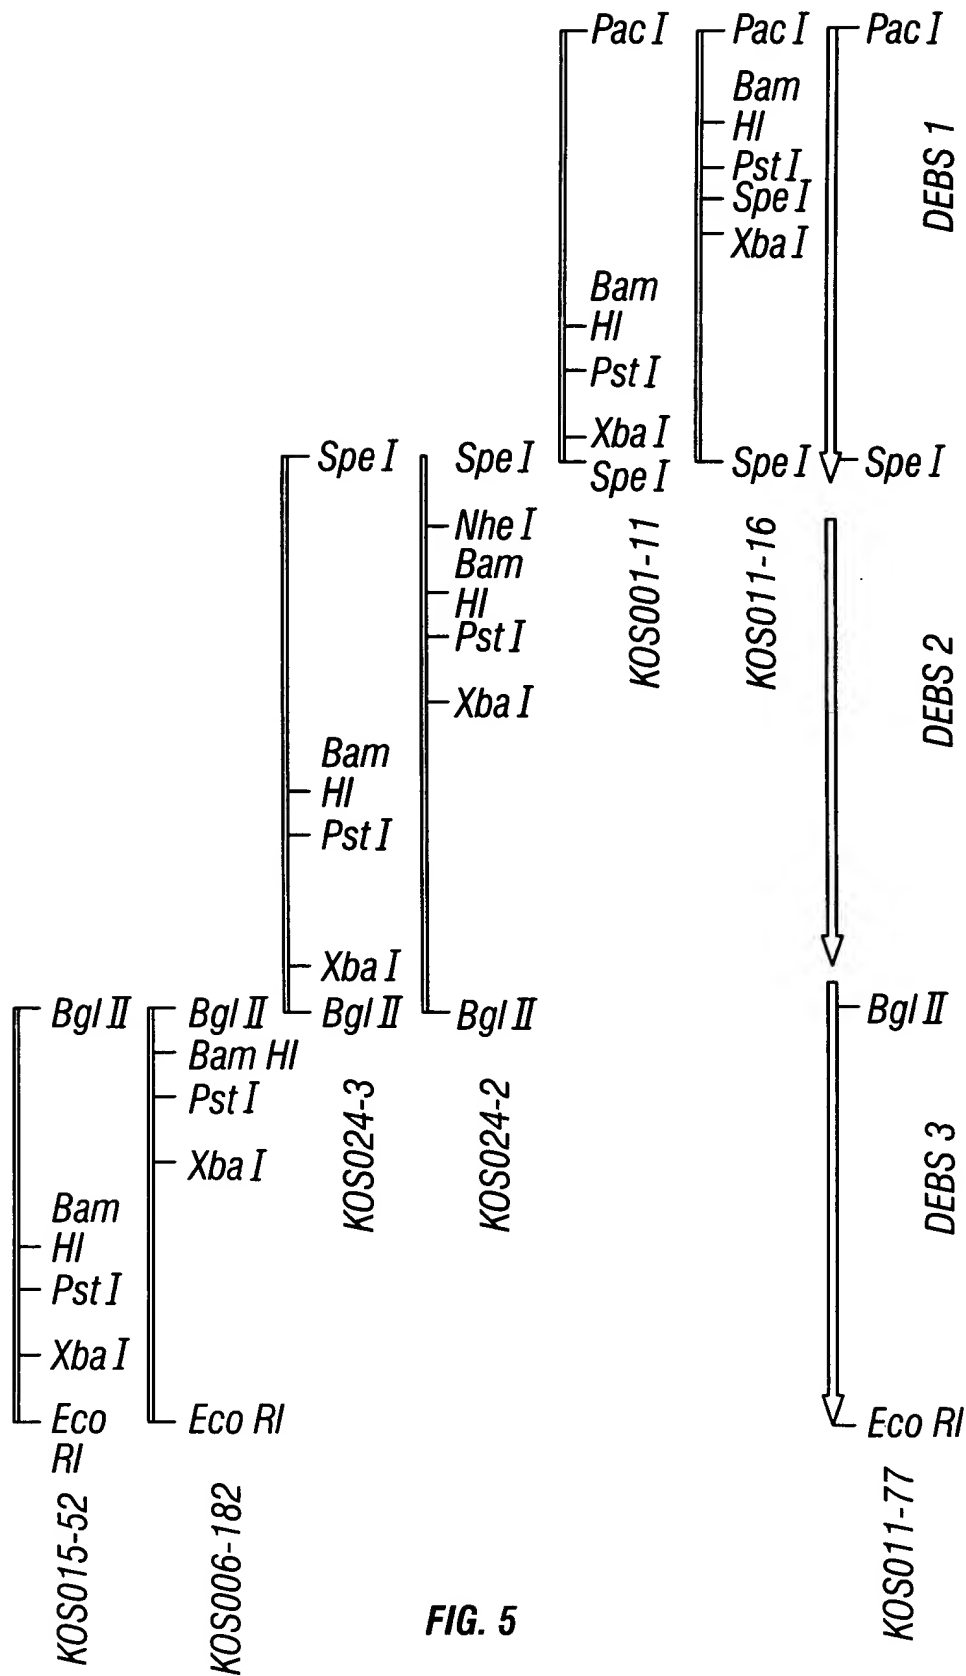 Pac I
Bam
HI
Pst I
Xba I
Spe I
KOS001-11
Pac I
Bam
HI
Pst I
Spe I
Xba I
Spe I
KOS011-16
Pac I
Spe I
Bgl II
Eco RI
DEBS 1
DEBS 2
DEBS 3
KOS011-77
Spe I
Bam
HI
Pst I
Xba I
Bgl II
KOS024-3
Spe I
Nhe I
Bam
HI
Pst I
Xba I
Bgl II
KOS024-2
Bgl II
Bam
HI
Pst I
Xba I
Eco
RI
KOS015-52
Bgl II
Bam HI
Pst I
Xba I
Eco RI
KOS006-182
FIG. 5